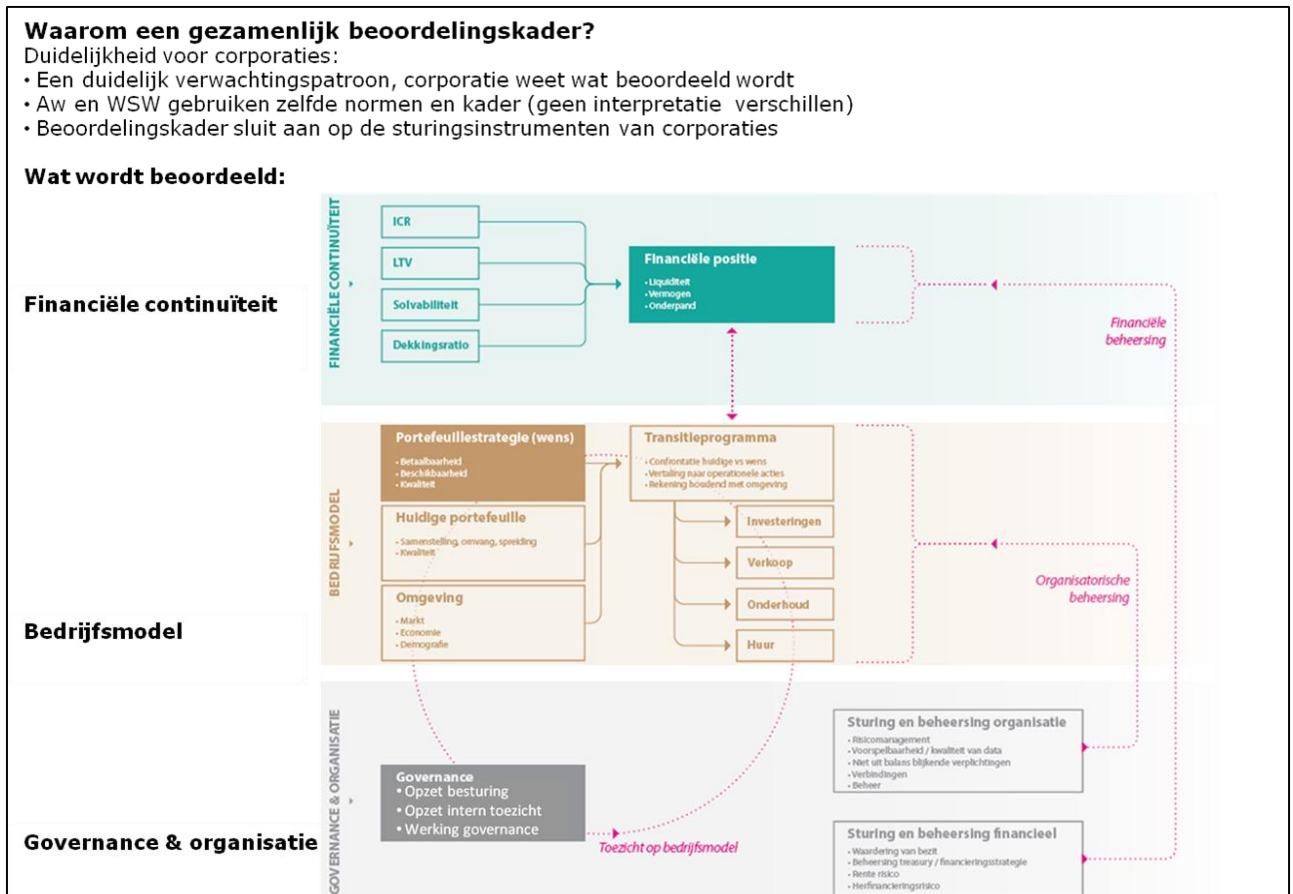 Waarom een gezamenlijk beoordelingskader?
Duidelijkheid voor corporaties:
• Een duidelijk verwachtingspatroon, corporatie weet wat beoordeeld wordt
• Aw en WSW gebruiken zelfde normen en kader (geen interpretatie verschillen)
• Beoordelingskader sluit aan op de sturingsinstrumenten van corporaties
Wat wordt beoordeeld:
Financiële continuïteit
FINANCIËLE CONTINUÏTEIT
ICR
LTV
Solvabiliteit
Dekkingsratio
Financiële positie
• Liquiditeit
• Vermogen
• Onderpand
Financiële
beheersing
Bedrijfsmodel
BEDRIJFSMODEL
Portefeuillestrategie (wens)
• Betaalbaarheid
• Beschikbaarheid
• Kwaliteit
Huidige portefeuille
• Samenstelling, omvang, spreiding
• Kwaliteit
Omgeving
• Markt
• Economie
• Demografie
Transitieprogramma
• Confrontatie huidige vs wens
• Vertaling naar operationele acties
• Rekening houdend met omgeving
Investeringen
Verkoop
Onderhoud
Huur
Organisatorische
beheersing
Governance & organisatie
GOVERNANCE & ORGANISATIE
Governance
• Opzet besturing
• Opzet intern toezicht
• Werking governance
Toezicht op bedrijfsmodel
Sturing en beheersing organisatie
• Risicomanagement
• Voorspelbaarheid / kwaliteit van data
• Niet uit balans blijkende verplichtingen
• Verbindingen
• Beheer
Sturing en beheersing financieel
• Waardering van bezit
• Beheersing treasury / financieringsstrategie
• Rente risico
• Herfinancieringsrisico